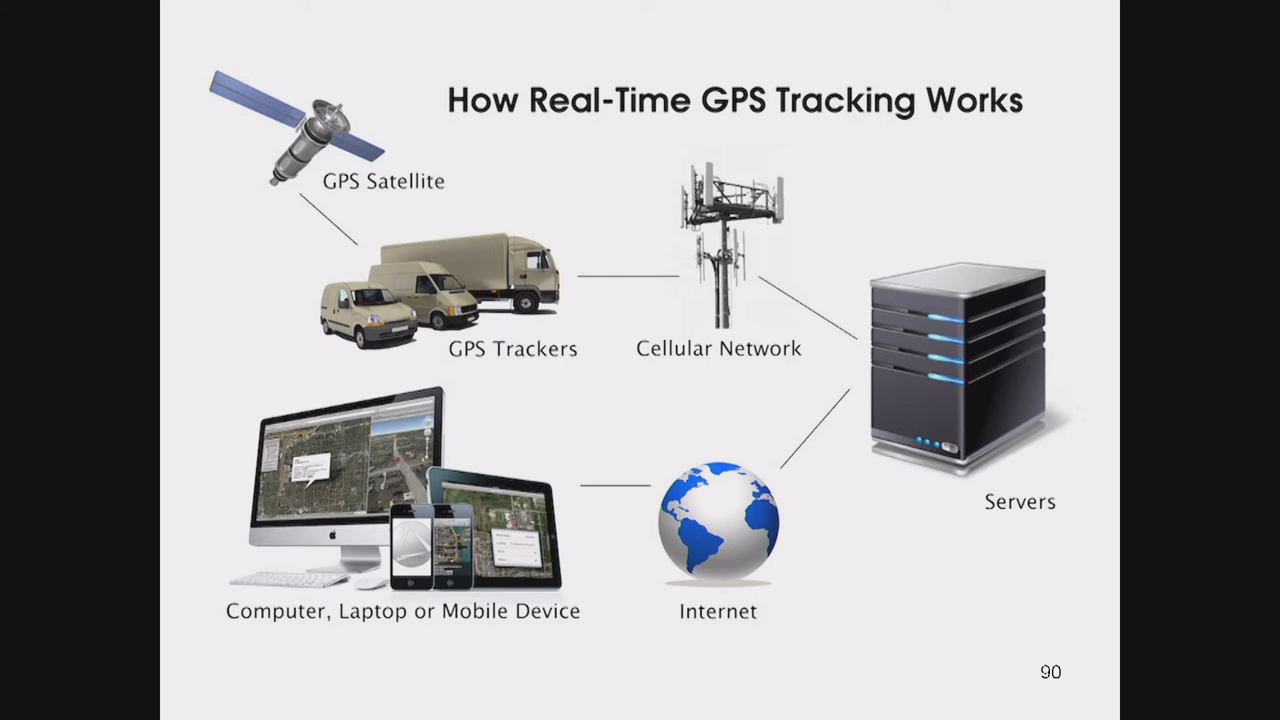 How Real-Time GPS Tracking Works
GPS Satellite
GPS Trackers
Cellular Network
Servers
Computer, Laptop or Mobile Device
Internet
90